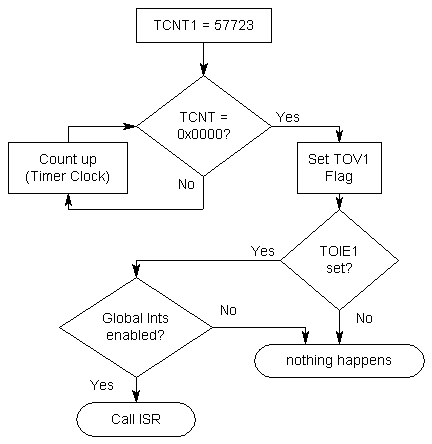 TCNT1 = 57723
TCNT =
0x0000?
Yes
Count up
(Timer Clock)
No
Set TOV1
Flag
TOIE1
set?
Yes
No
Global Ints
enabled?
No
nothing happens
Yes
Call ISR